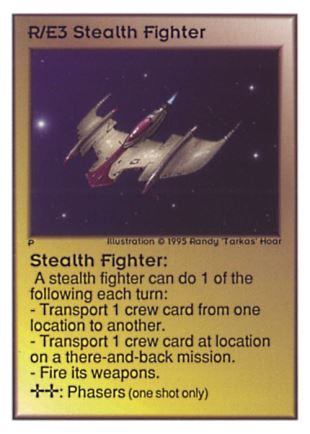 R/E3 Stealth Fighter
P Illustration © 1995 Randy 'Tarkas' Hoar
Stealth Fighter:
A stealth fighter can do 1 of the
following each turn:
- Transport 1 crew card from one
location to another.
- Transport 1 crew card at location
on a there-and-back mission.
- Fire its weapons.
✢✢: Phasers (one shot only)